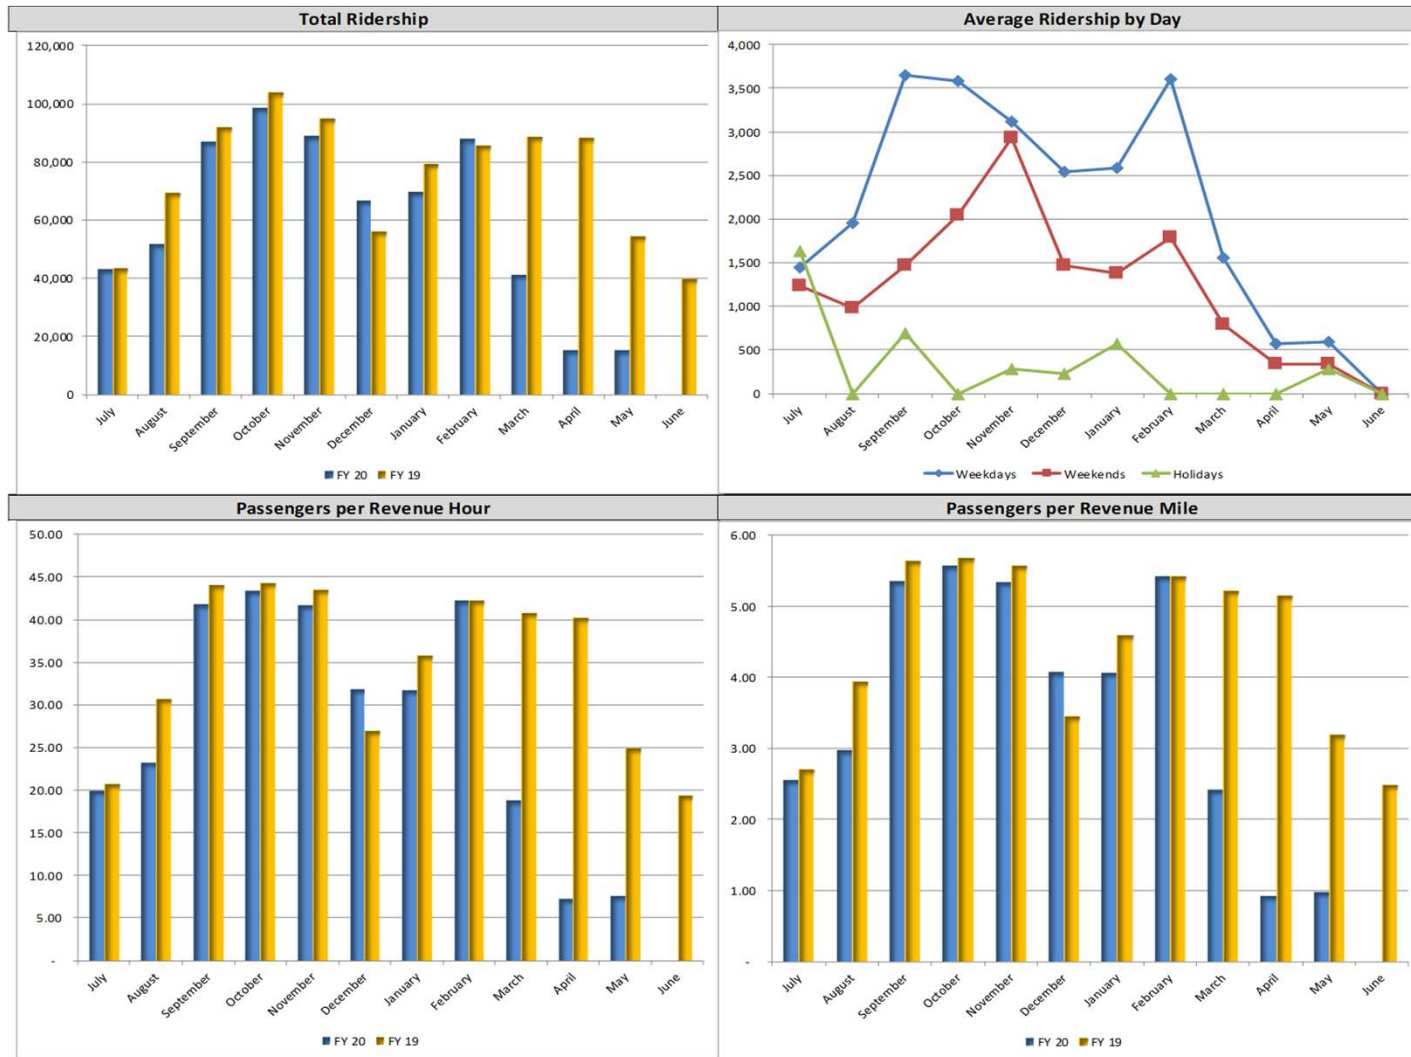 Total Ridership
120,000
100,000
80,000
60,000
40,000
20,000
0
July August September October November December January February March April May June
FY 20 FY 19
Average Ridership by Day
4,000
3,500
3,000
2,500
2,000
1,500
1,000
500
0
July August September October November December January February March April May June
Weekdays Weekends Holidays
Passengers per Revenue Hour
50.00
45.00
40.00
35.00
30.00
25.00
20.00
15.00
10.00
5.00
-
July August September October November December January February March April May June
FY 20 FY 19
Passengers per Revenue Mile
6.00
5.00
4.00
3.00
2.00
1.00
-
July August September October November December January February March April May June
FY 20 FY 19